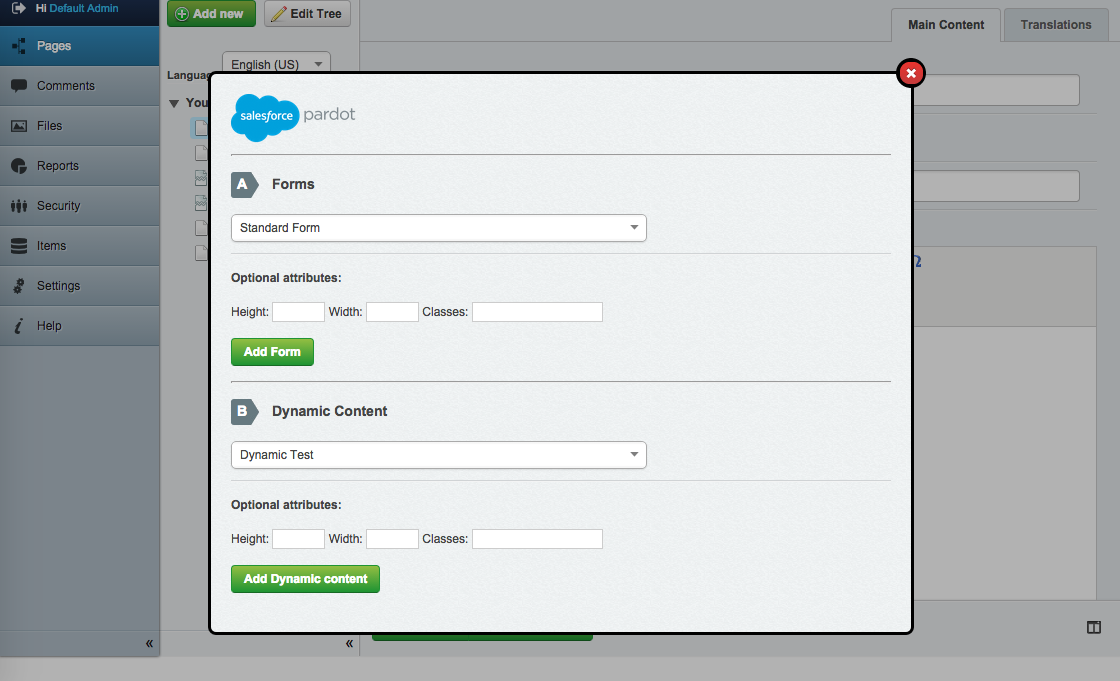 Hi Default Admin
Add new
Edit Tree
Main Content
Translations
Pages
Comments
Files
Reports
Security
Items
Settings
Help
English (US)
salesforce pardot
A Forms
Standard Form
Optional attributes:
Height: Width: Classes:
Add Form
B Dynamic Content
Dynamic Test
Optional attributes:
Height: Width: Classes:
Add Dynamic content
«
«